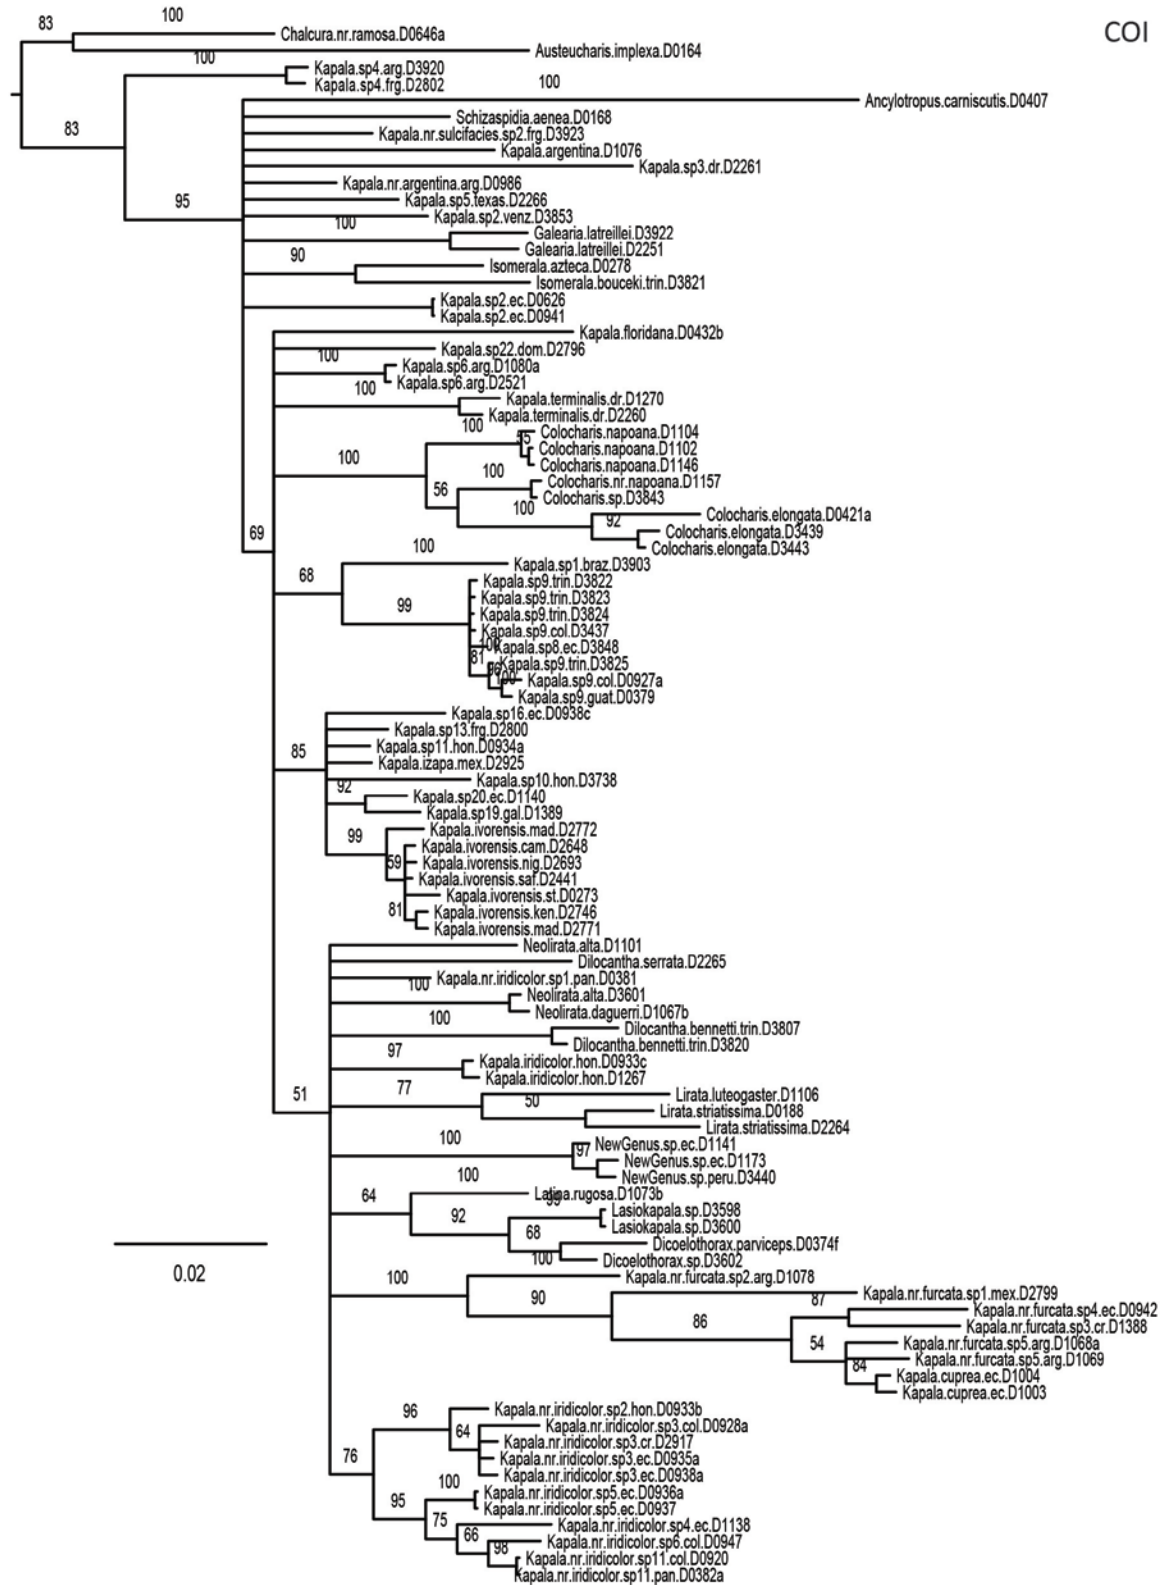 COI
83
100
Chalcura.nr.ramosa.D0646a
Austeucharis.implexa.D0164
100
Kapala.sp4.arg.D3920
Kapala.sp4.frg.D2802
100
Ancylotropus.carniscutis.D0407
83
Schizaspidia.aenea.D0168
Kapala.nr.sulcifacies.sp2.frg.D3923
Kapala.argentina.D1076
Kapala.sp3.dr.D2261
Kapala.nr.argentina.arg.D0986
95
Kapala.sp5.texas.D2266
Kapala.sp2.venz.D3853
100
Galearia.latreillei.D3922
Galearia.latreillei.D2251
90
Isomerala.azteca.D0278
Isomerala.bouceki.trin.D3821
Kapala.sp2.ec.D0626
Kapala.sp2.ec.D0941
Kapala.floridana.D0432b
Kapala.sp22.dom.D2796
100
Kapala.sp6.arg.D1080a
Kapala.sp6.arg.D2521
100
Kapala.terminalis.dr.D1270
Kapala.terminalis.dr.D2260
100
Colocharis.napoana.D1104
Colocharis.napoana.D1102
100
Colocharis.napoana.D1146
100
Colocharis.nr.napoana.D1157
56
Colocharis.sp.D3843
100
Colocharis.elongata.D0421a
92
Colocharis.elongata.D3439
69
Colocharis.elongata.D3443
100
Kapala.sp1.braz.D3903
68
Kapala.sp9.trin.D3822
Kapala.sp9.trin.D3823
99
Kapala.sp9.trin.D3824
Kapala.sp9.col.D3437
100
Kapala.sp8.ec.D3848
81
Kapala.sp9.trin.D3825
96
100
Kapala.sp9.col.D0927a
Kapala.sp9.guat.D0379
Kapala.sp16.ec.D0938c
Kapala.sp13.frg.D2800
85
Kapala.sp11.hon.D0934a
Kapala.izapa.mex.D2925
Kapala.sp10.hon.D3738
92
Kapala.sp20.ec.D1140
Kapala.sp19.gal.D1389
99
Kapala.ivorensis.mad.D2772
Kapala.ivorensis.cam.D2648
59
Kapala.ivorensis.nig.D2693
Kapala.ivorensis.saf.D2441
Kapala.ivorensis.st.D0273
81
Kapala.ivorensis.ken.D2746
Kapala.ivorensis.mad.D2771
Neolirata.alta.D1101
Dilocantha.serrata.D2265
Kapala.nr.iridicolor.sp1.pan.D0381
100
Neolirata.alta.D3601
Neolirata.daguerri.D1067b
100
Dilocantha.bennetti.trin.D3807
Dilocantha.bennetti.trin.D3820
97
Kapala.iridicolor.hon.D0933c
Kapala.iridicolor.hon.D1267
51
77
Lirata.luteogaster.D1106
50
Lirata.striatissima.D0188
Lirata.striatissima.D2264
100
NewGenus.sp.ec.D1141
97
NewGenus.sp.ec.D1173
NewGenus.sp.peru.D3440
100
64
Latina.rugosa.D1073b
99
92
Lasiokapala.sp.D3598
68
Lasiokapala.sp.D3600
Dicoelothorax.parviceps.D0374f
100
Dicoelothorax.sp.D3602
0.02
100
Kapala.nr.furcata.sp2.arg.D1078
90
Kapala.nr.furcata.sp1.mex.D2799
87
Kapala.nr.furcata.sp4.ec.D0942
86
Kapala.nr.furcata.sp3.cr.D1388
54
Kapala.nr.furcata.sp5.arg.D1068a
Kapala.nr.furcata.sp5.arg.D1069
84
Kapala.cuprea.ec.D1004
Kapala.cuprea.ec.D1003
96
Kapala.nr.iridicolor.sp2.hon.D0933b
64
Kapala.nr.iridicolor.sp3.col.D0928a
Kapala.nr.iridicolor.sp3.cr.D2917
76
Kapala.nr.iridicolor.sp3.ec.D0935a
Kapala.nr.iridicolor.sp3.ec.D0938a
100
Kapala.nr.iridicolor.sp5.ec.D0936a
95
Kapala.nr.iridicolor.sp5.ec.D0937
75
Kapala.nr.iridicolor.sp4.ec.D1138
66
Kapala.nr.iridicolor.sp6.col.D0947
98
Kapala.nr.iridicolor.sp11.col.D0920
Kapala.nr.iridicolor.sp11.pan.D0382a